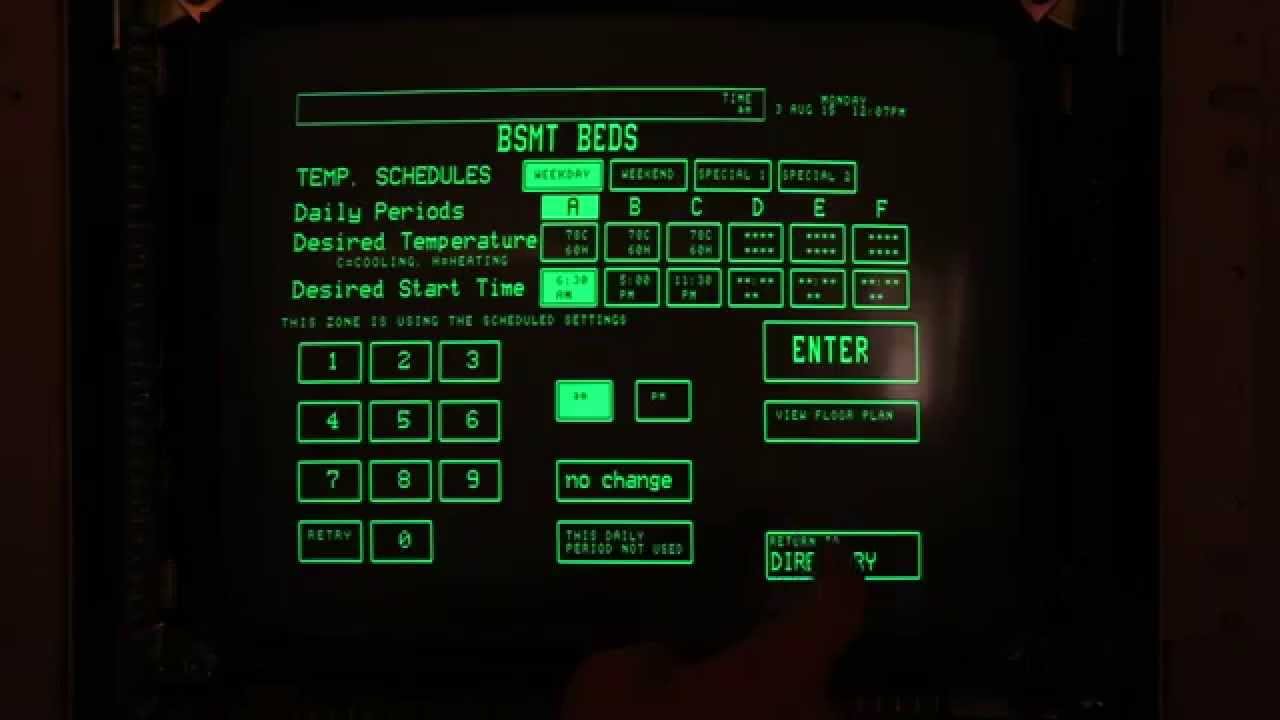 TIME MONDAY
AM 3 AUG 15 12:07PM
BSMT BEDS
TEMP. SCHEDULES WEEKDAY WEEKEND SPECIAL 1 SPECIAL 2
Daily Periods A B C D E F
Desired Temperature 78C 78C 78C **** **** ****
60H 60H 60H **** **** ****
C=COOLING, H=HEATING
Desired Start Time 6:30 5:00 11:30 **:** **:** **:**
AM PM PM ** ** **
THIS ZONE IS USING THE SCHEDULED SETTINGS
1 2 3 ENTER
AM PM
4 5 6 VIEW FLOOR PLAN
7 8 9 no change
RETRY 0 THIS DAILY
PERIOD NOT USED
RETURN